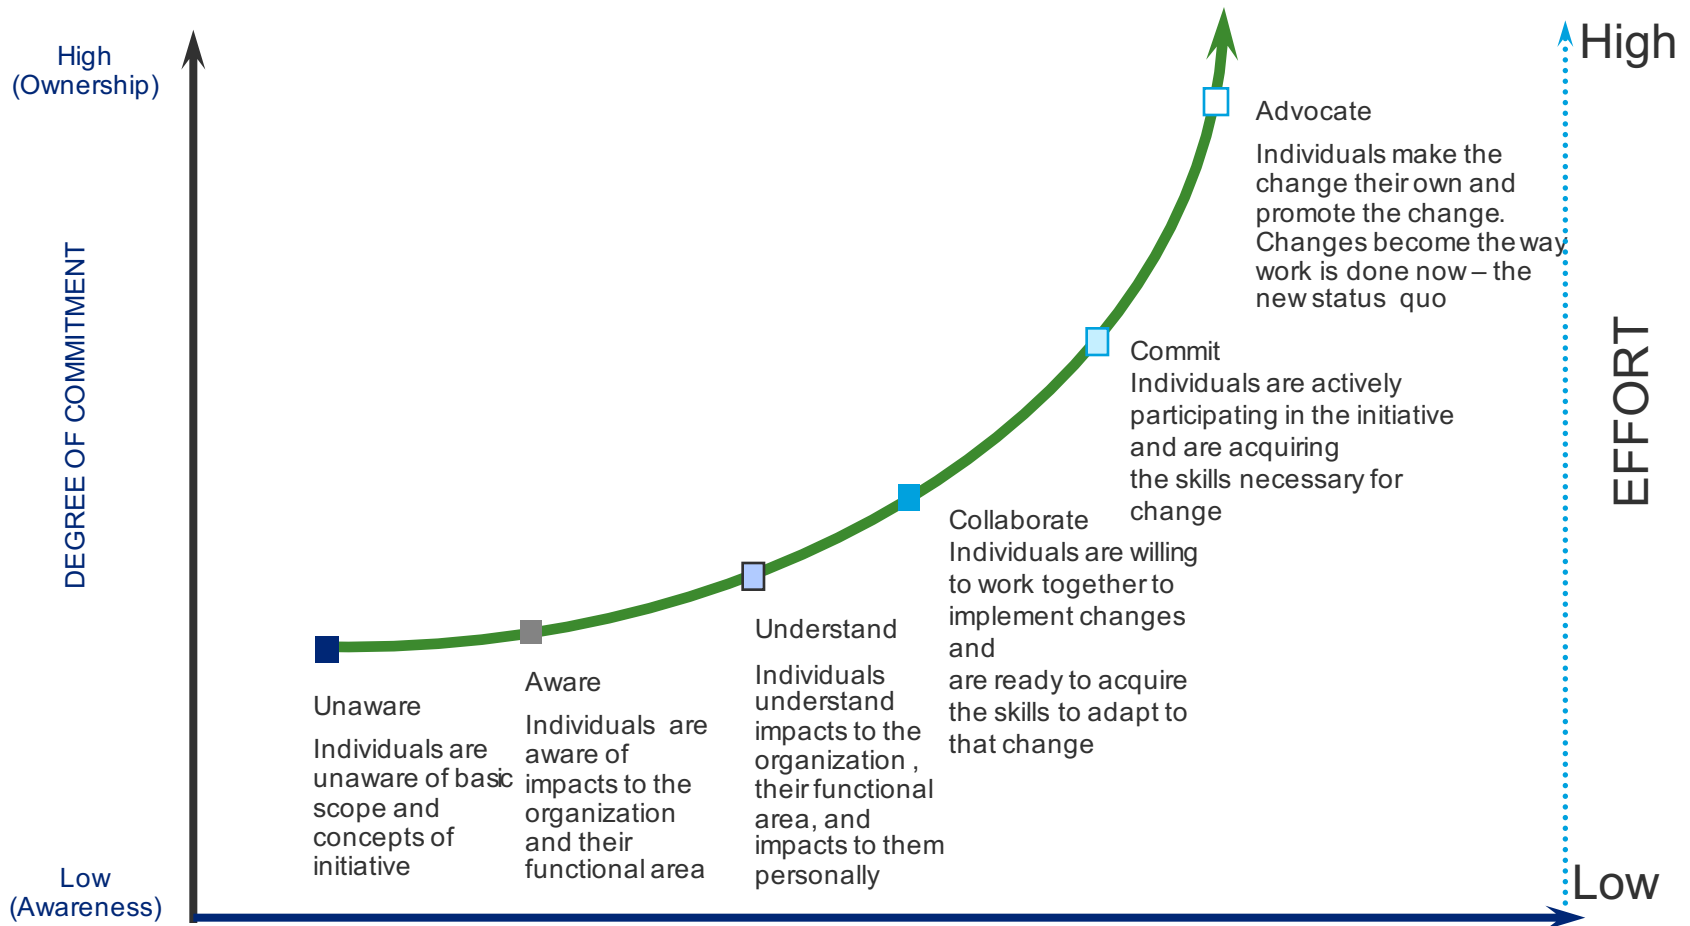 High
(Ownership)
DEGREE OF COMMITMENT
Low
(Awareness)
Unaware
Individuals are
unaware of basic
scope and
concepts of
initiative
Aware
Individuals are
aware of
impacts to the
organization
and their
functional area
Understand
Individuals
understand
impacts to the
organization ,
their functional
area, and
impacts to them
personally
Collaborate
Individuals are willing
to work together to
implement changes
and
are ready to acquire
the skills to adapt to
that change
Commit
Individuals are actively
participating in the initiative
and are acquiring
the skills necessary for
change
Advocate
Individuals make the
change their own and
promote the change.
Changes become the way
work is done now – the
new status quo
High
EFFORT
Low